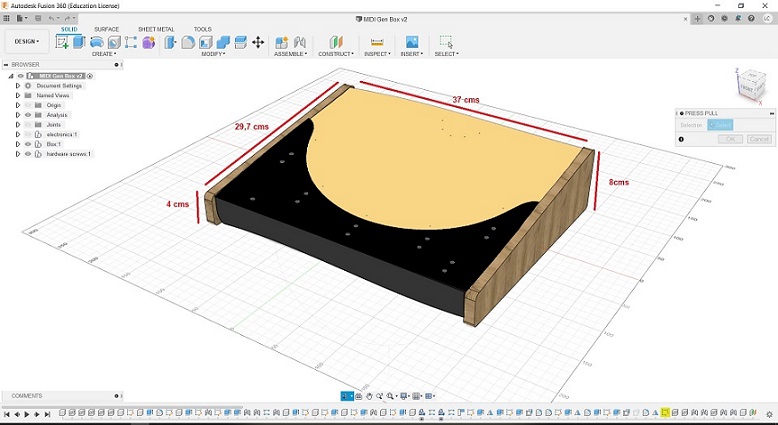 Autodesk Fusion 360 (Education License)
MIDI Gen Box v2
SOLID SURFACE SHEET METAL TOOLS
DESIGN
CREATE MODIFY ASSEMBLE CONSTRUCT INSPECT INSERT SELECT
BROWSER
MIDI Gen Box v2
Document Settings
Named Views
Origin
Analysis
Joints
electronics:1
Box:1
hardware-screws:1
37 cms
29,7 cms
4 cms
8cms
Z
FRONT
X
PRESS PULL
Selection
OK Cancel
COMMENTS